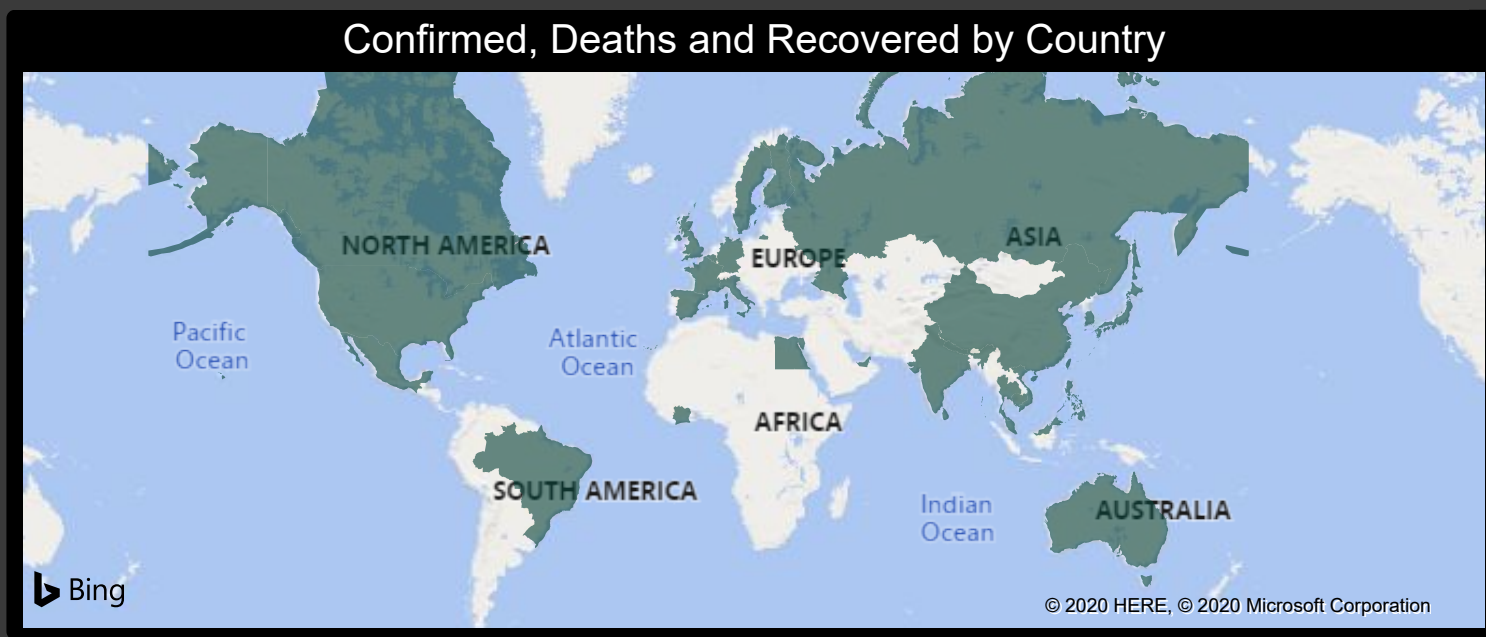 Confirmed, Deaths and Recovered by Country
NORTH AMERICA
EUROPE
ASIA
Pacific
Ocean
Atlantic
Ocean
AFRICA
SOUTH AMERICA
Indian
Ocean
AUSTRALIA
Bing
© 2020 HERE, © 2020 Microsoft Corporation